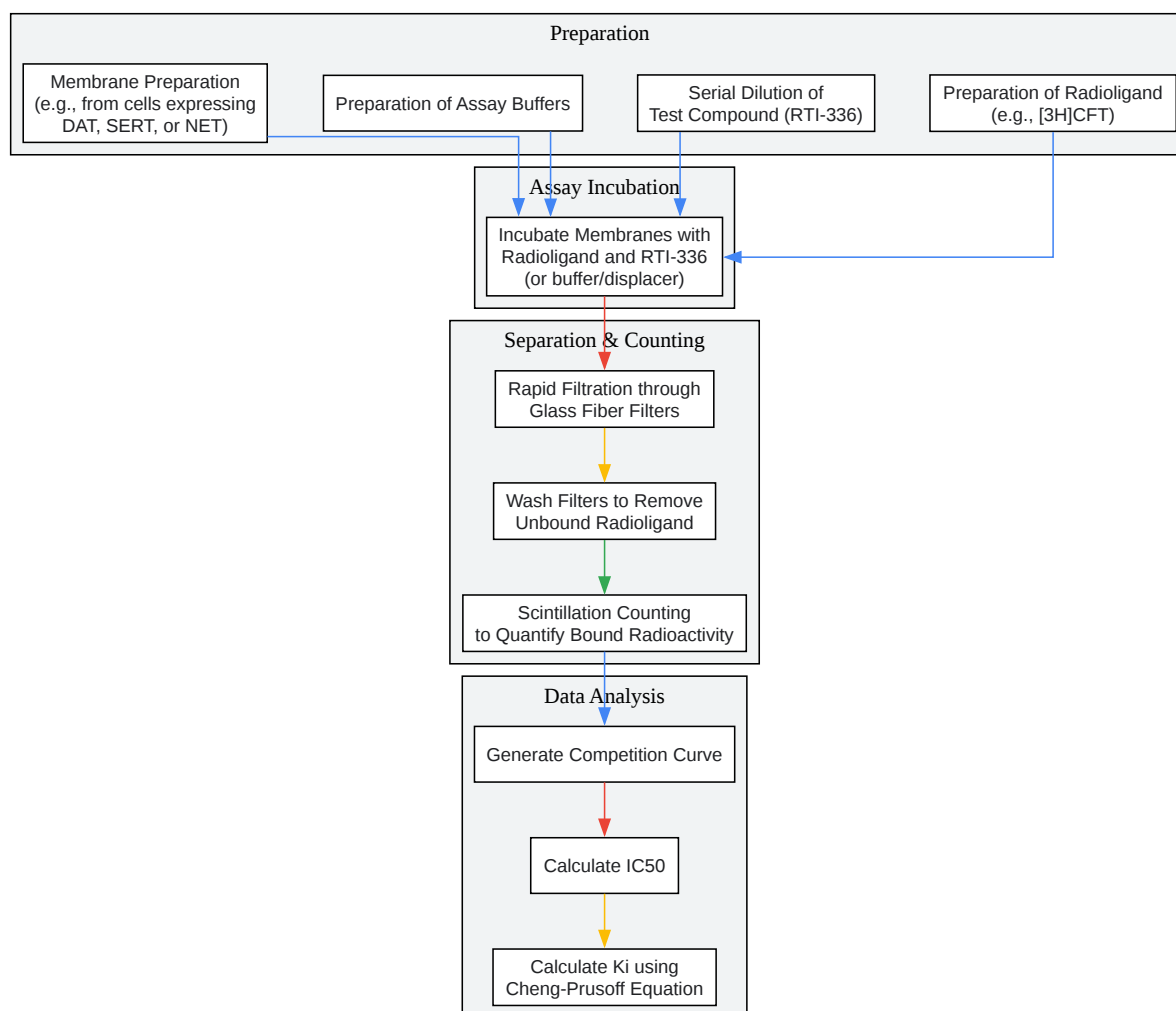 Preparation
Membrane Preparation
(e.g., from cells expressing
DAT, SERT, or NET)
Preparation of Assay Buffers
Serial Dilution of
Test Compound (RTI-336)
Preparation of Radioligand
(e.g., [3H]CFT)
Assay Incubation
Incubate Membranes with
Radioligand and RTI-336
(or buffer/displacer)
Separation & Counting
Rapid Filtration through
Glass Fiber Filters
Wash Filters to Remove
Unbound Radioligand
Scintillation Counting
to Quantify Bound Radioactivity
Data Analysis
Generate Competition Curve
Calculate IC50
Calculate Ki using
Cheng-Prusoff Equation